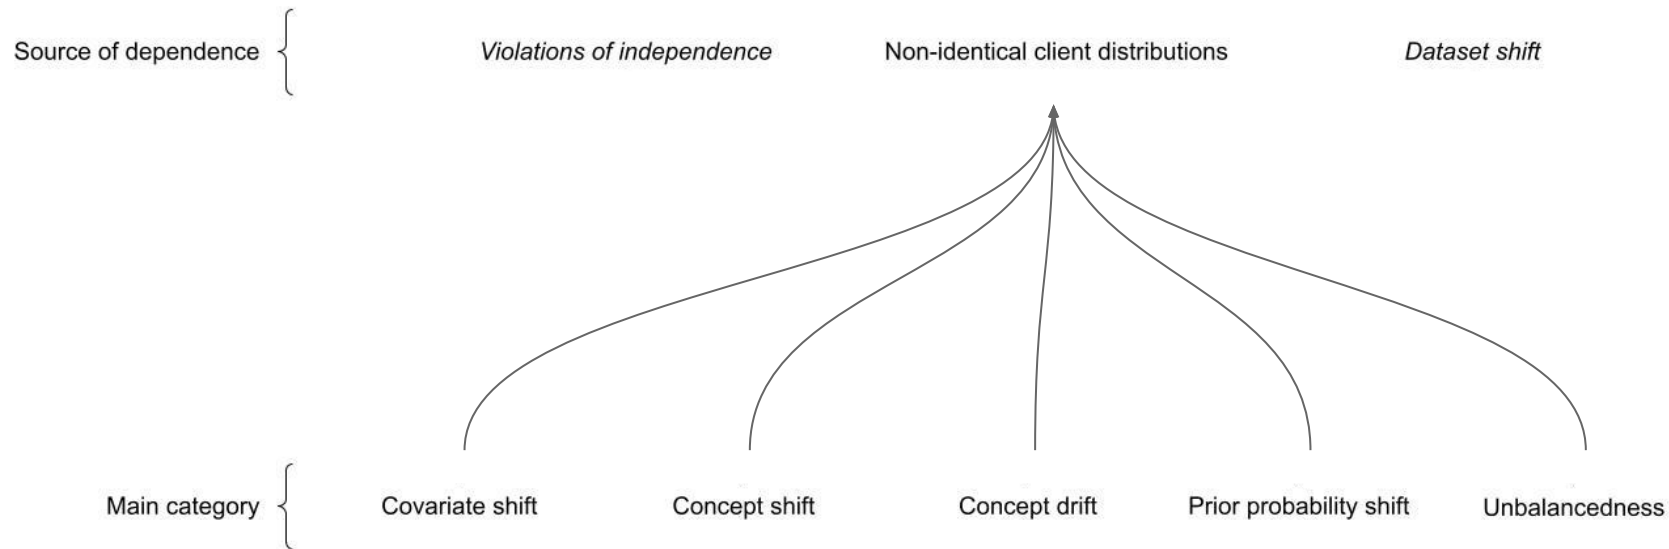 Source of dependence
Violations of independence
Non-identical client distributions
Dataset shift
Main category
Covariate shift
Concept shift
Concept drift
Prior probability shift
Unbalancedness